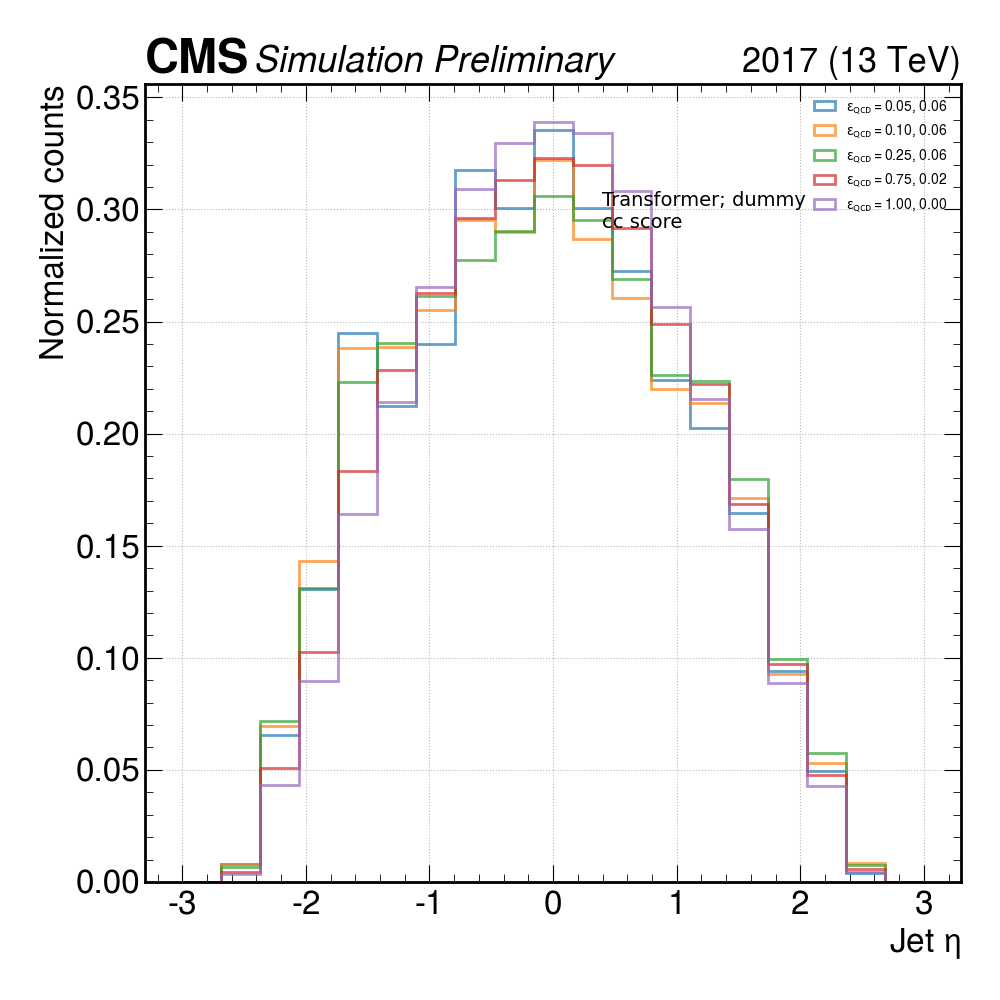 CMS Simulation Preliminary 2017 (13 TeV)
Normalized counts
0.35
0.30
0.25
0.20
0.15
0.10
0.05
0.00
εQCD = 0.05, 0.06
εQCD = 0.10, 0.06
εQCD = 0.25, 0.06
εQCD = 0.75, 0.02
εQCD = 1.00, 0.00
Transformer; dummy
cc score
-3 -2 -1 0 1 2 3
Jet η